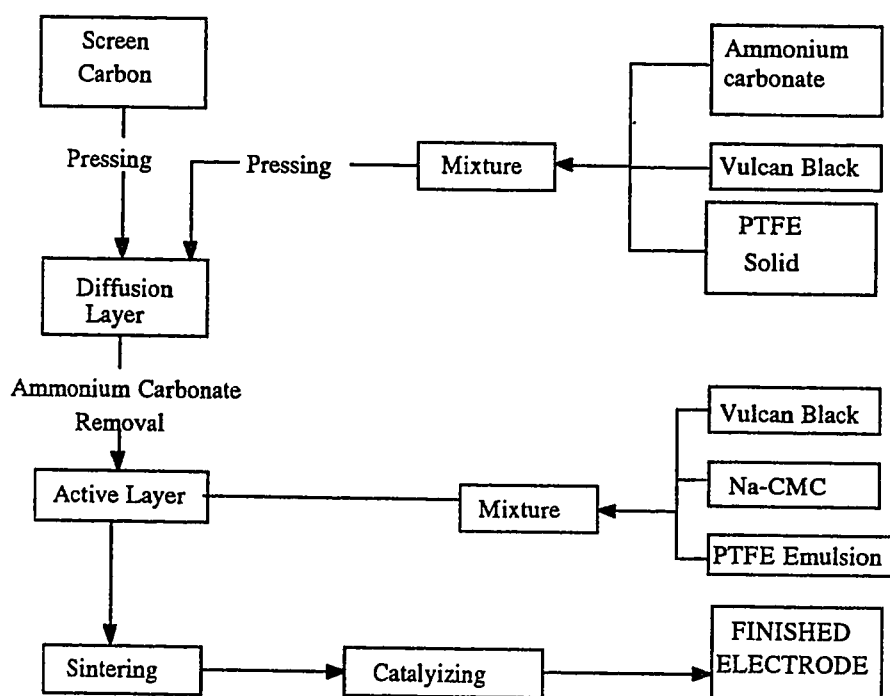 Screen
Carbon
Ammonium
carbonate
Pressing
Pressing
Mixture
Vulcan Black
PTFE
Solid
Diffusion
Layer
Ammonium Carbonate
Removal
Vulcan Black
Active Layer
Mixture
Na-CMC
PTFE Emulsion
Sintering
Catalyizing
FINISHED
ELECTRODE